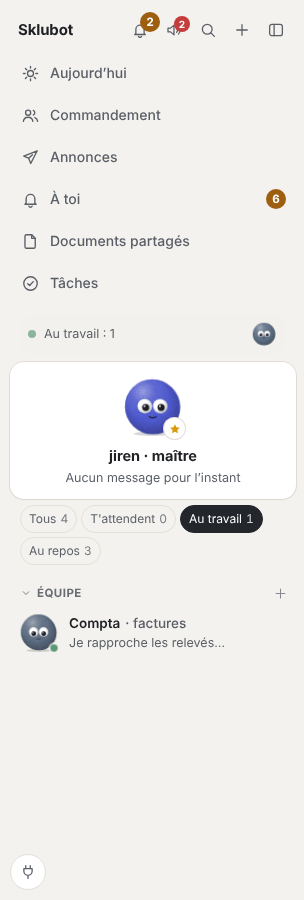 Sklubot
2
2
Aujourd’hui
Commandement
Annonces
À toi
6
Documents partagés
Tâches
Au travail : 1
jiren · maître
Aucun message pour l’instant
Tous 4
T'attendent 0
Au travail 1
Au repos 3
ÉQUIPE
Compta · factures
Je rapproche les relevés…